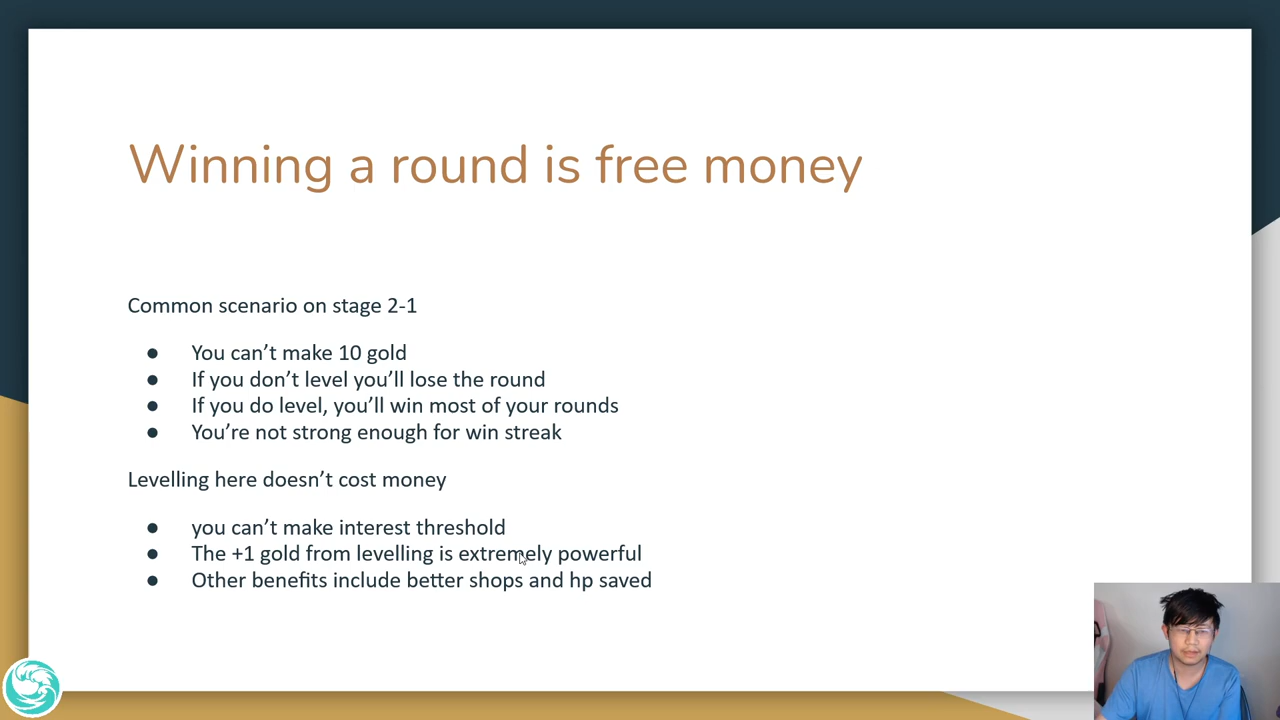 Winning a round is free money
Common scenario on stage 2-1
● You can't make 10 gold
● If you don't level you'll lose the round
● If you do level, you'll win most of your rounds
● You're not strong enough for win streak
Levelling here doesn't cost money
● you can't make interest threshold
● The +1 gold from levelling is extremely powerful
● Other benefits include better shops and hp saved